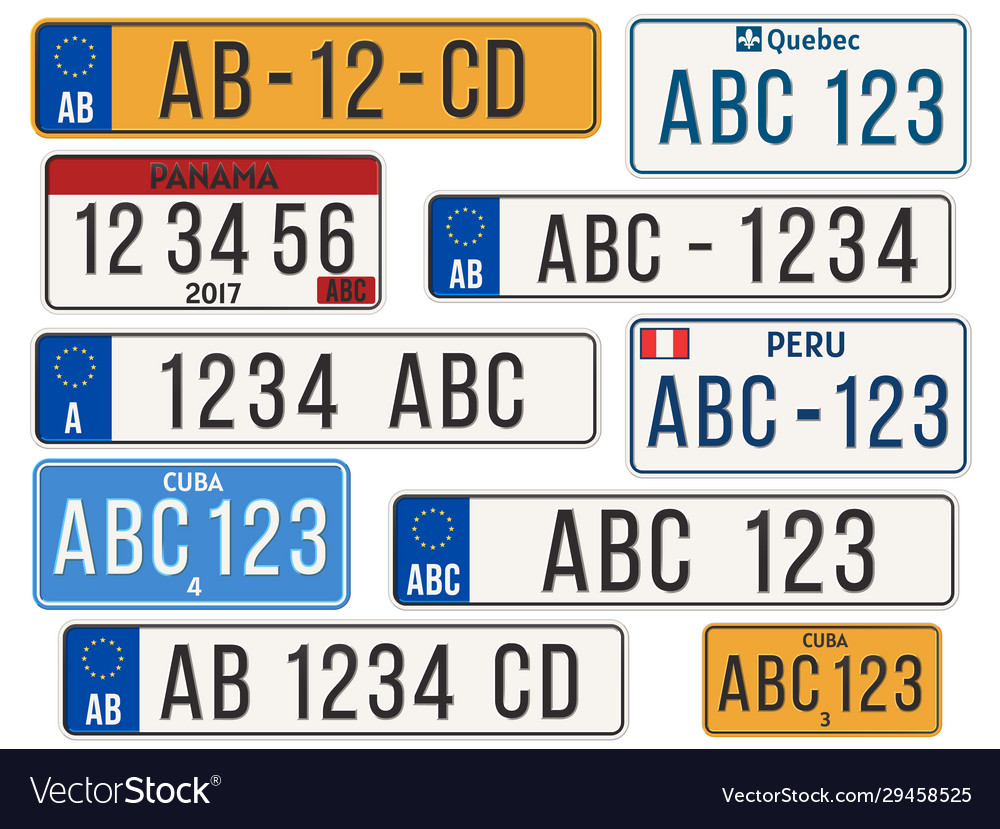 AB
AB-12-CD
Quebec
ABC 123
PANAMA
12 34 56
2017
ABC
AB
ABC - 1234
A
1234 ABC
PERU
ABC-123
CUBA
ABC 123
4
ABC
ABC 123
AB
AB 1234 CD
CUBA
ABC 123
3
VectorStock®
VectorStock.com/29458525